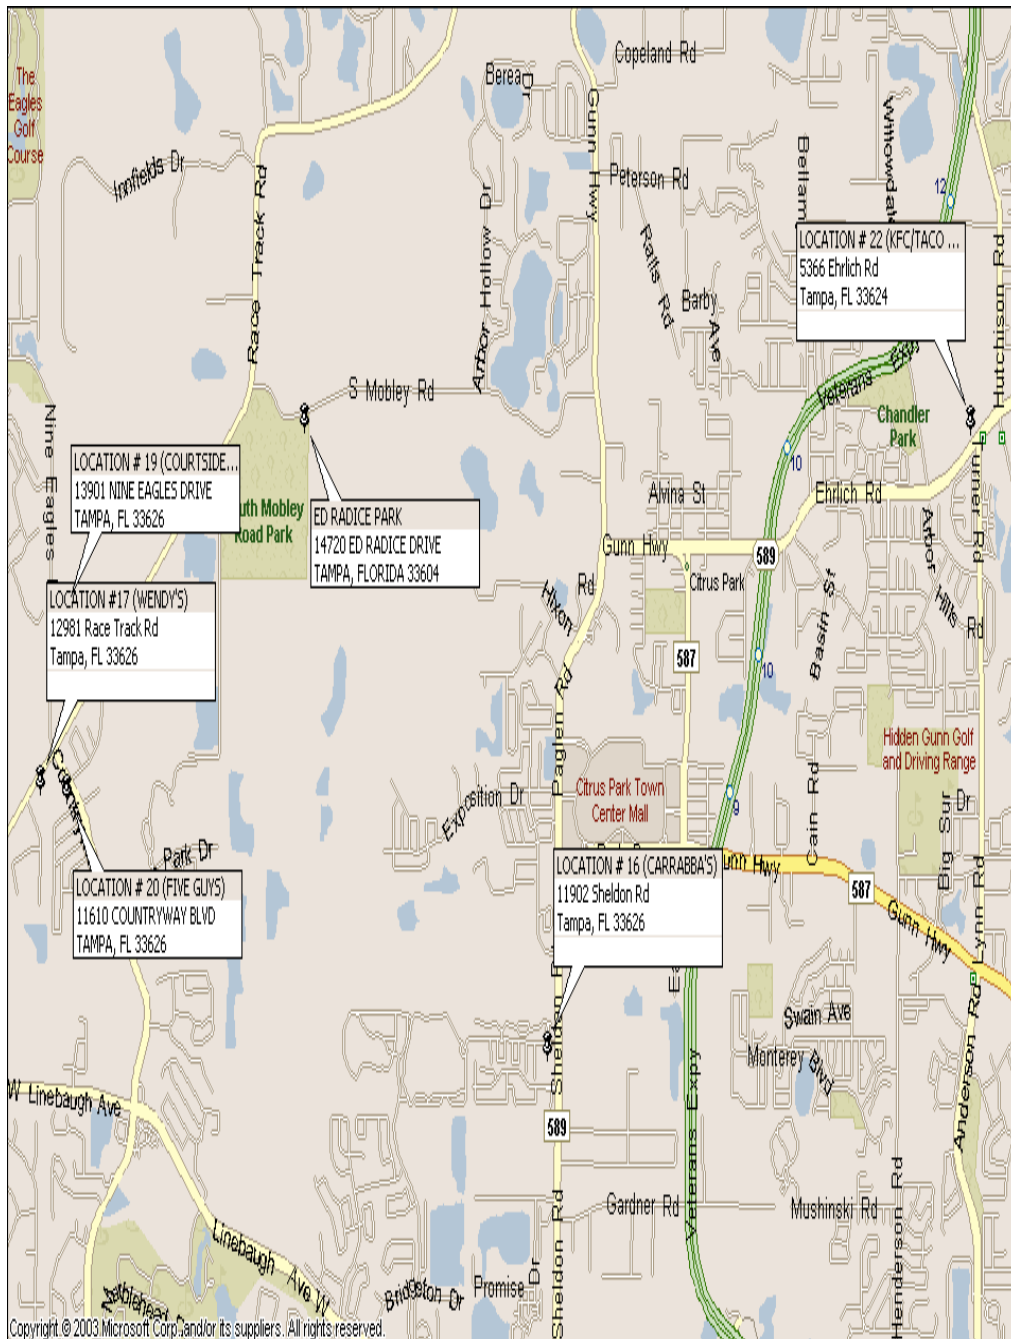 The
Eagles
Golf
Course
Innfields Dr
Race Track Rd
Berea Dr
Arbor Hollow Dr
Gunn Hwy
Copeland Rd
Peterson Rd
Ralls Rd
Barby
Ave
Bellam
Willowdale
12
Hutchison Rd
LOCATION # 22 (KFC/TACO ...
5366 Ehrlich Rd
Tampa, FL 33624
Veterans Exp
Chandler
Park
S Mobley Rd
Nine Eagles
LOCATION # 19 (COURTSIDE...
13901 NINE EAGLES DRIVE
TAMPA, FL 33626
uth Mobley
Road Park
ED RADICE PARK
14720 ED RADICE DRIVE
TAMPA, FLORIDA 33604
10
Alvina St
Ehrlich Rd
Turner Rd
Arbor Hills Rd
Gunn Hwy
589
Citrus Park
Hixon Rd
Basin St
LOCATION #17 (WENDY'S)
12981 Race Track Rd
Tampa, FL 33626
587
10
Paglen Rd
Hidden Gunn Golf
and Driving Range
Citrus Park Town
Center Mall
Exposition Dr
9
Cain Rd
Big Sur Dr
Park Dr
LOCATION # 20 (FIVE GUYS)
11610 COUNTRYWAY BLVD
TAMPA, FL 33626
LOCATION # 16 (CARRABBA'S)
11902 Sheldon Rd
Tampa, FL 33626
unn Hwy
587
Gunn Hwy
Lynn Rd
Swain Ave
Monterey Blvd
Sheldon
Veterans Expy
Anderson Rd
W Linebaugh Ave
589
Gardner Rd
Mushinski Rd
Henderson Rd
Sheldon Rd
Linebaugh Ave W
Bridgeton Dr
Promise Dr
Copyright © 2003 Microsoft Corp. and/or its suppliers. All rights reserved.